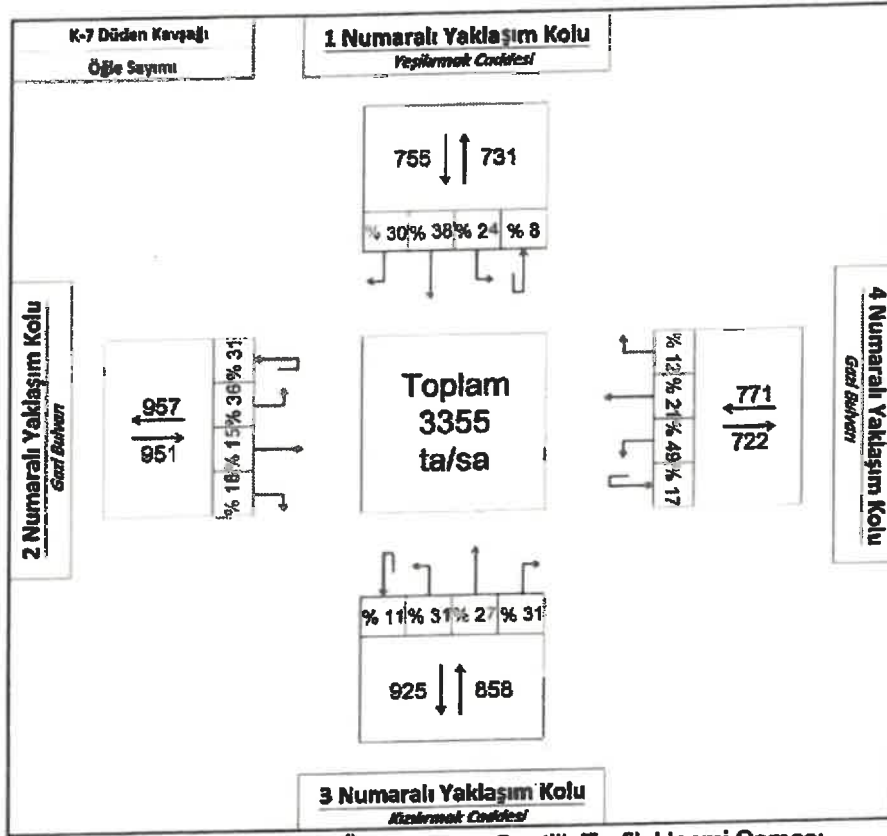 K-7 Düden Kavşağı
Öğle Sayımı
1 Numaralı Yaklaşım Kolu
Yeşilırmak Caddesi
755 731
% 30 % 38 % 24 % 8
2 Numaralı Yaklaşım Kolu
Gazi Bulvarı
957
951
% 31
% 36
% 15
% 18
Toplam
3355
ta/sa
% 12
% 21
% 49
% 17
771
722
4 Numaralı Yaklaşım Kolu
Gazi Bulvarı
% 11 % 31 % 27 % 31
925 858
3 Numaralı Yaklaşım Kolu
Kızılırmak Caddesi